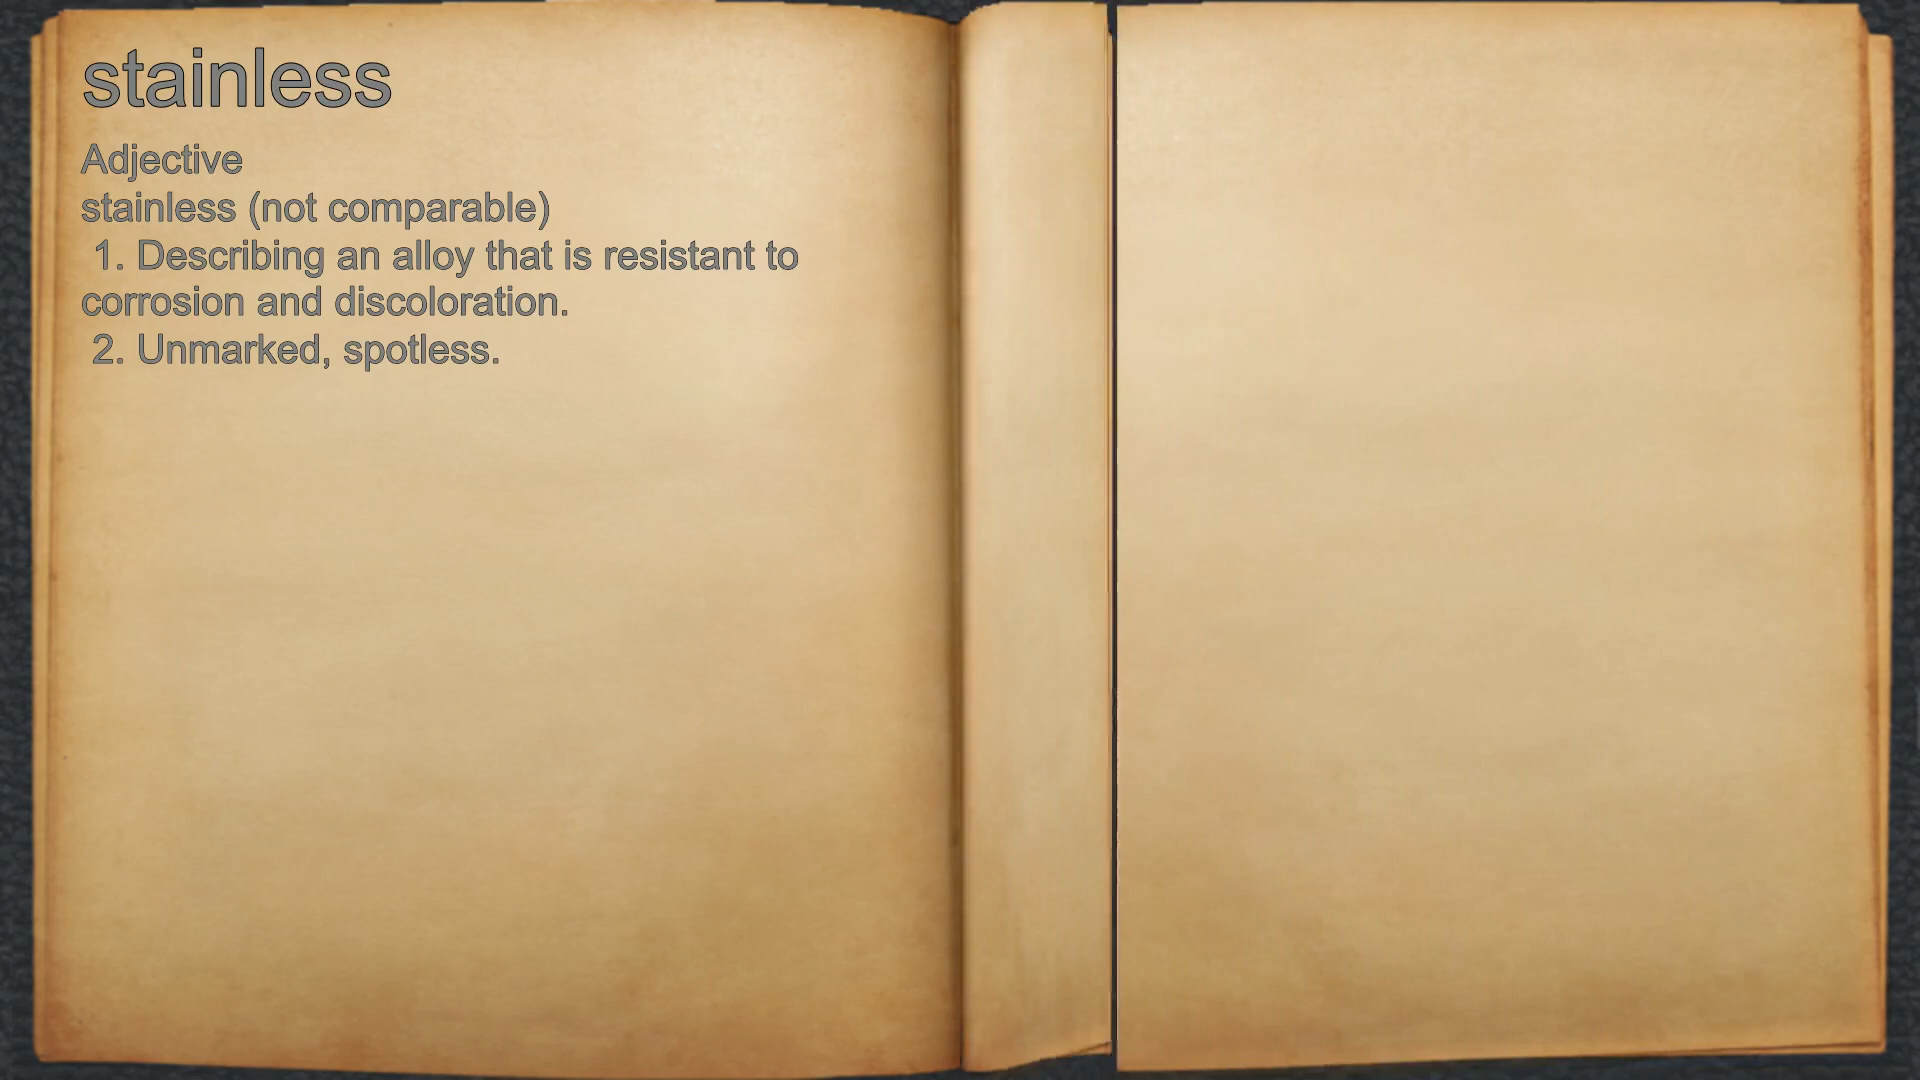 stainless
Adjective
stainless (not comparable)
1. Describing an alloy that is resistant to
corrosion and discoloration.
2. Unmarked, spotless.